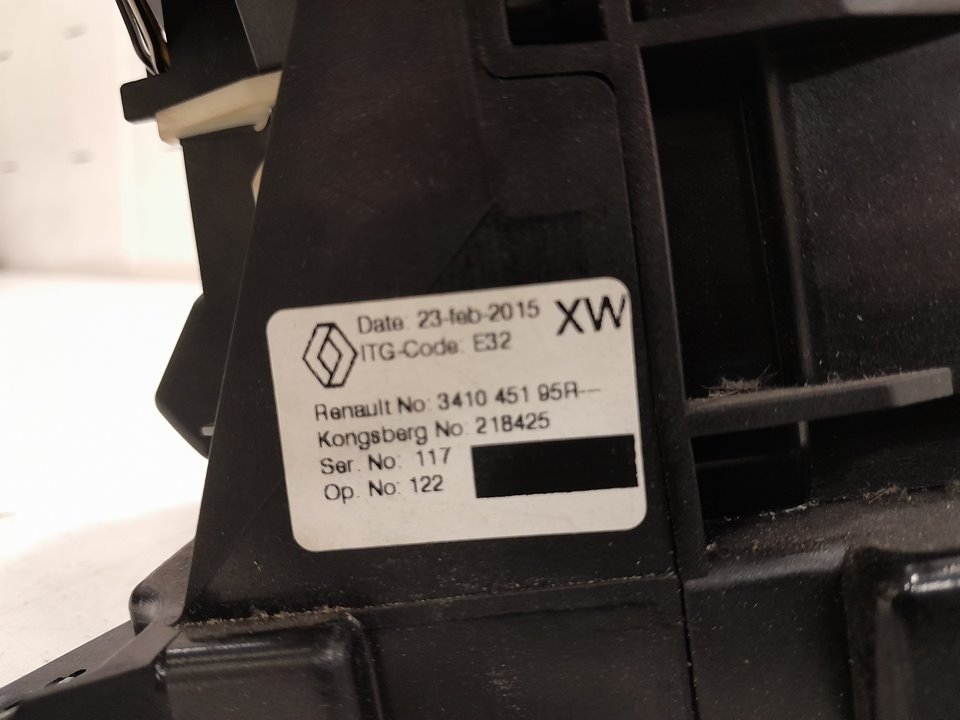 Date: 23-feb-2015 XW
ITG-Code: E32
Renault No: 3410 451 95R---
Kongsberg No: 218425
Ser. No: 117
Op. No: 122